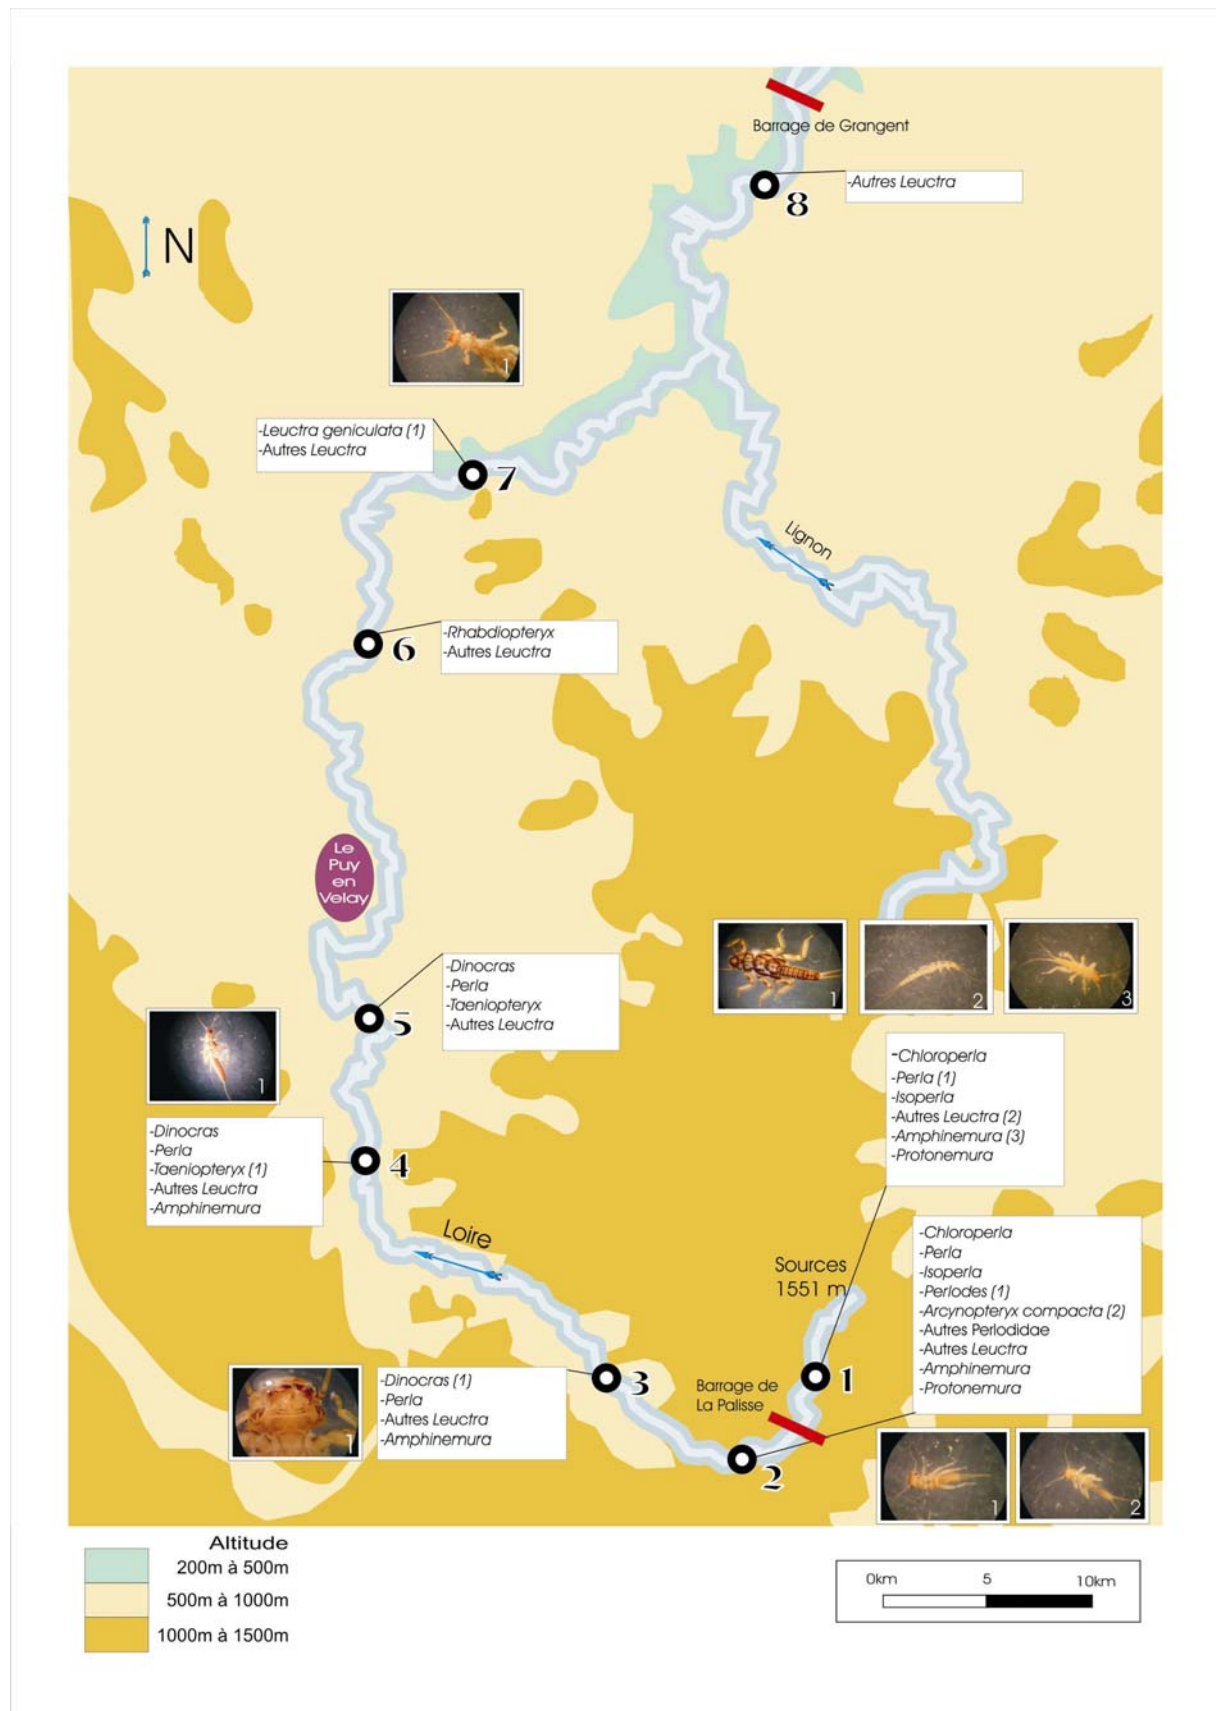 Barrage de Grangent
8
-Autres Leuctra
N
1
-Leuctra geniculata (1)
-Autres Leuctra
7
Lignon
6
-Rhabdiopteryx
-Autres Leuctra
Le
Puy
en
Velay
1
2
3
5
-Dinocras
-Perla
-Taeniopteryx
-Autres Leuctra
1
-Chloroperla
-Perla (1)
-Isoperla
-Autres Leuctra (2)
-Amphinemura (3)
-Protonemura
-Dinocras
-Perla
-Taeniopteryx (1)
-Autres Leuctra
-Amphinemura
4
Loire
Sources
1551 m
-Chloroperla
-Perla
-Isoperla
-Perlodes (1)
-Arcynopteryx compacta (2)
-Autres Perlodidae
-Autres Leuctra
-Amphinemura
-Protonemura
1
-Dinocras (1)
-Perla
-Autres Leuctra
-Amphinemura
3
Barrage de
La Palisse
1
2
1
2
Altitude
200m à 500m
500m à 1000m
1000m à 1500m
0km 5 10km